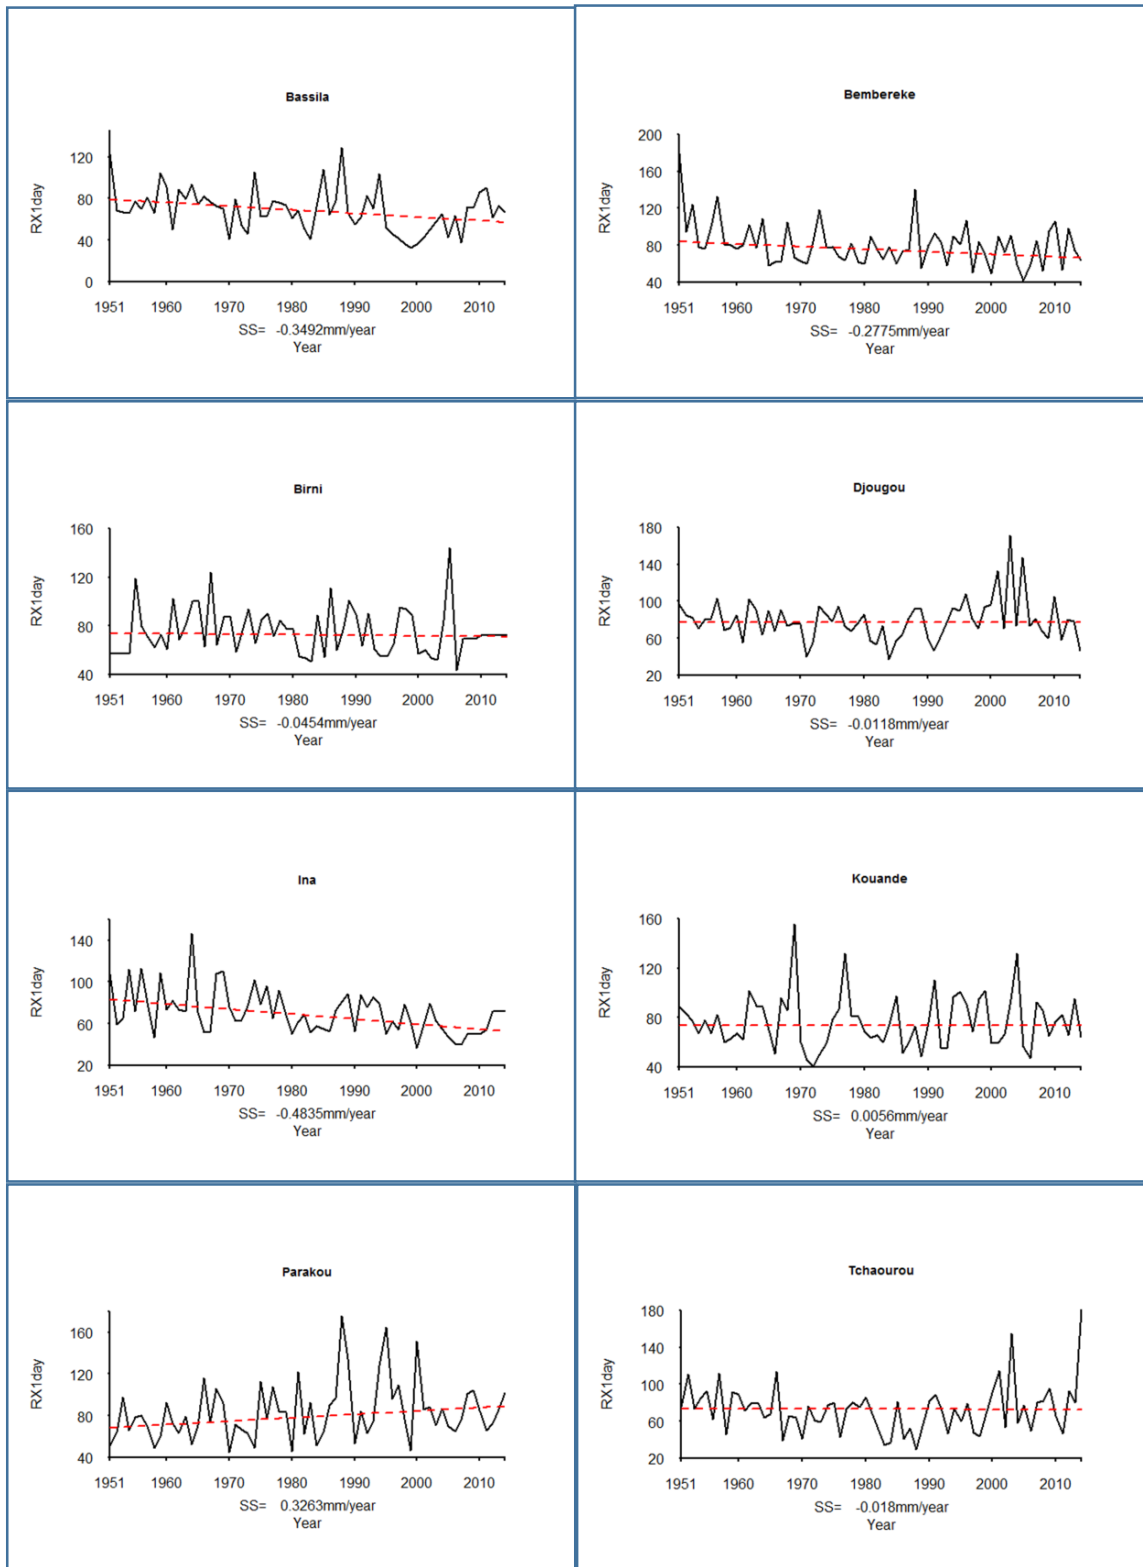 Bassila
RX1day
120
80
40
0
1951 1960 1970 1980 1990 2000 2010
SS= -0.3492mm/year
Year
Bembereke
RX1day
200
160
120
80
40
1951 1960 1970 1980 1990 2000 2010
SS= -0.2775mm/year
Year
Birni
RX1day
160
120
80
40
1951 1960 1970 1980 1990 2000 2010
SS= -0.0454mm/year
Year
Djougou
RX1day
180
140
100
60
20
1951 1960 1970 1980 1990 2000 2010
SS= -0.0118mm/year
Year
Ina
RX1day
140
100
60
20
1951 1960 1970 1980 1990 2000 2010
SS= -0.4835mm/year
Year
Kouande
RX1day
160
120
80
40
1951 1960 1970 1980 1990 2000 2010
SS= 0.0056mm/year
Year
Parakou
RX1day
160
120
80
40
1951 1960 1970 1980 1990 2000 2010
SS= 0.3263mm/year
Year
Tchaourou
RX1day
180
140
100
60
20
1951 1960 1970 1980 1990 2000 2010
SS= -0.018mm/year
Year